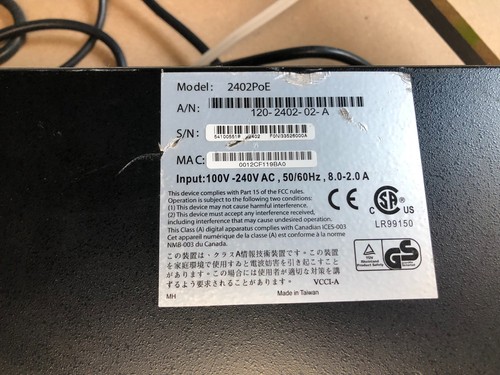 Model: 2402PoE
A/N:
120-2402-02-A
S/N:
541005519 2402 F0NI33526000A
MAC:
0012CF119BA0
Input:100V-240VAC, 50/60Hz, 8.0-2.0 A
This device complies with Part 15 of the FCC rules.
Operation is subject to the following two conditions:
(1) This device may not cause harmful interference.
(2) This device must accept any interference received,
including interference that may cause undesired operation.
This Class (A) digital apparatus complies with Canadian ICES-003
Cet appareil numérique de la classe (A) est conforme à la norme
NMB-003 du Canada.
CE
C US
LR99150
この装置は、クラスA情報技術装置です。この装置
を家庭環境で使用すると電波妨害を引き起こすことが
あります。この場合には使用者が適切な対策を講
ずるよう要求されることがあります。 VCCI-A
GS
MH
Made in Taiwan